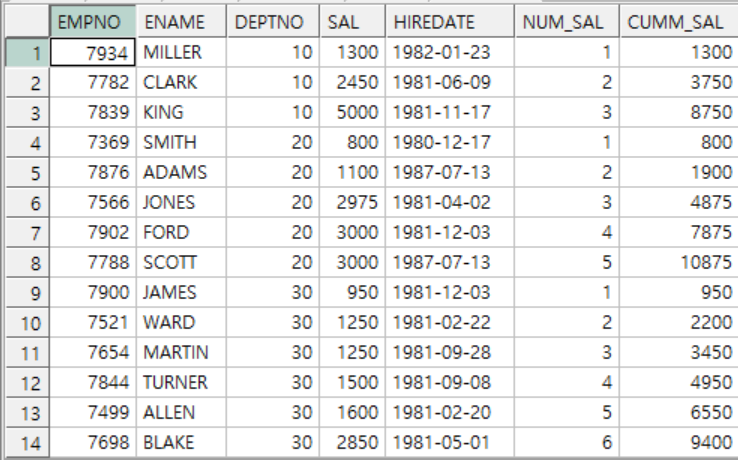 EMPNO ENAME DEPTNO SAL HIREDATE NUM_SAL CUMM_SAL
1 7934 MILLER 10 1300 1982-01-23 1 1300
2 7782 CLARK 10 2450 1981-06-09 2 3750
3 7839 KING 10 5000 1981-11-17 3 8750
4 7369 SMITH 20 800 1980-12-17 1 800
5 7876 ADAMS 20 1100 1987-07-13 2 1900
6 7566 JONES 20 2975 1981-04-02 3 4875
7 7902 FORD 20 3000 1981-12-03 4 7875
8 7788 SCOTT 20 3000 1987-07-13 5 10875
9 7900 JAMES 30 950 1981-12-03 1 950
10 7521 WARD 30 1250 1981-02-22 2 2200
11 7654 MARTIN 30 1250 1981-09-28 3 3450
12 7844 TURNER 30 1500 1981-09-08 4 4950
13 7499 ALLEN 30 1600 1981-02-20 5 6550
14 7698 BLAKE 30 2850 1981-05-01 6 9400